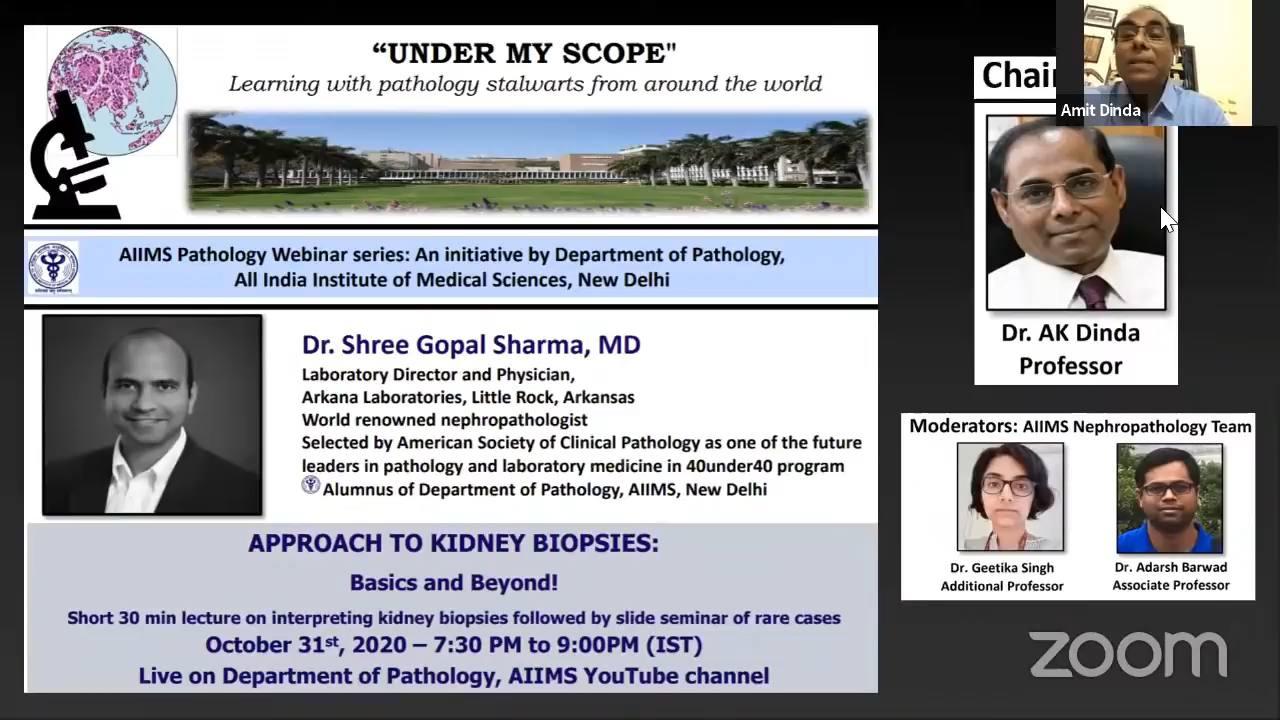 “UNDER MY SCOPE"
Learning with pathology stalwarts from around the world
AIIMS Pathology Webinar series: An initiative by Department of Pathology,
All India Institute of Medical Sciences, New Delhi
Dr. Shree Gopal Sharma, MD
Laboratory Director and Physician,
Arkana Laboratories, Little Rock, Arkansas
World renowned nephropathologist
Selected by American Society of Clinical Pathology as one of the future
leaders in pathology and laboratory medicine in 40under40 program
Alumnus of Department of Pathology, AIIMS, New Delhi
APPROACH TO KIDNEY BIOPSIES:
Basics and Beyond!
Short 30 min lecture on interpreting kidney biopsies followed by slide seminar of rare cases
October 31st, 2020 – 7:30 PM to 9:00PM (IST)
Live on Department of Pathology, AIIMS YouTube channel
Amit Dinda
Dr. AK Dinda
Professor
Moderators: AIIMS Nephropathology Team
Dr. Geetika Singh
Additional Professor
Dr. Adarsh Barwad
Associate Professor
zoom